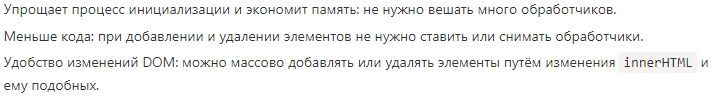 Упрощает процесс инициализации и экономит память: не нужно вешать много обработчиков.
Меньше кода: при добавлении и удалении элементов не нужно ставить или снимать обработчики.
Удобство изменений DOM: можно массово добавлять или удалять элементы путём изменения innerHTML и
ему подобных.